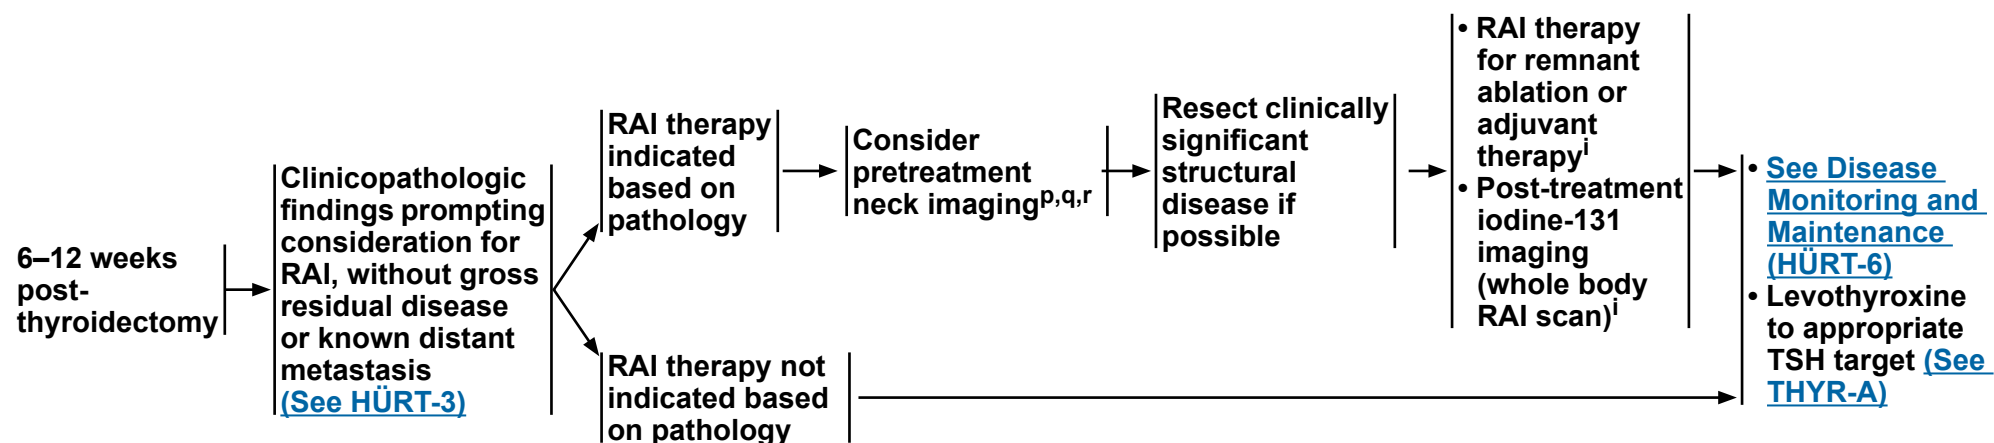 6–12 weeks
post-
thyroidectomy
Clinicopathologic
findings prompting
consideration for
RAI, without gross
residual disease
or known distant
metastasis
(See HÜRT-3)
RAI therapy
indicated
based on
pathology
Consider
pretreatment
neck imagingp,q,r
Resect clinically
significant
structural
disease if
possible
• RAI therapy
for remnant
ablation or
adjuvant
therapyi
• Post-treatment
iodine-131
imaging
(whole body
RAI scan)i
RAI therapy not
indicated based
on pathology
• See Disease
Monitoring and
Maintenance
(HÜRT-6)
• Levothyroxine
to appropriate
TSH target (See
THYR-A)